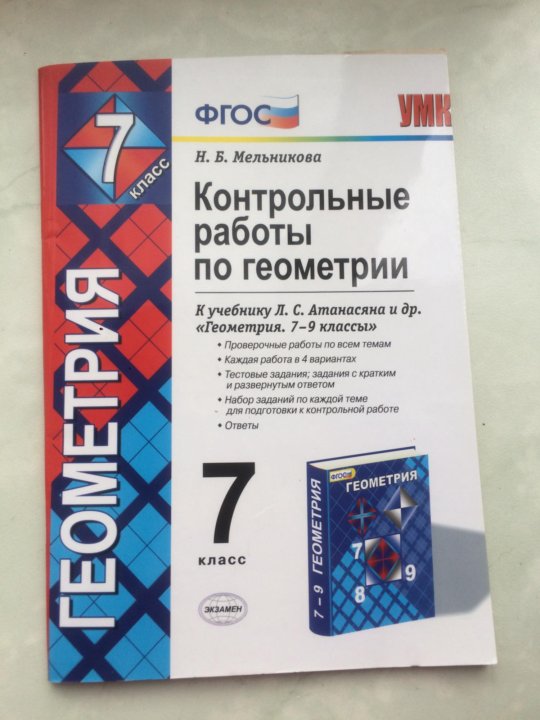 7
класс
ГЕОМЕТРИЯ
ФГОС
УМК
Н. Б. Мельникова
Контрольные
работы
по геометрии
К учебнику Л. С. Атанасяна и др.
«Геометрия. 7–9 классы»
• Проверочные работы по всем темам
• Каждая работа в 4 вариантах
• Тестовые задания; задания с кратким
и развернутым ответом
• Набор заданий по каждой теме
для подготовки к контрольной работе
• Ответы
7
класс
ЭКЗАМЕН
ФГОС
ГЕОМЕТРИЯ
7
8
9
7 – 9 ГЕОМЕТРИЯ